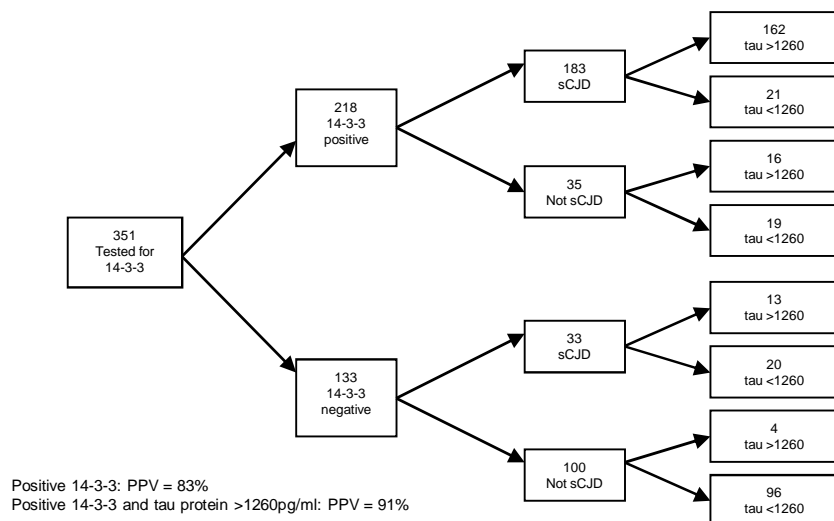 351
Tested for
14-3-3
218
14-3-3
positive
133
14-3-3
negative
183
sCJD
35
Not sCJD
33
sCJD
100
Not sCJD
162
tau >1260
21
tau <1260
16
tau >1260
19
tau <1260
13
tau >1260
20
tau <1260
4
tau >1260
96
tau <1260
Positive 14-3-3: PPV = 83%
Positive 14-3-3 and tau protein >1260pg/ml: PPV = 91%